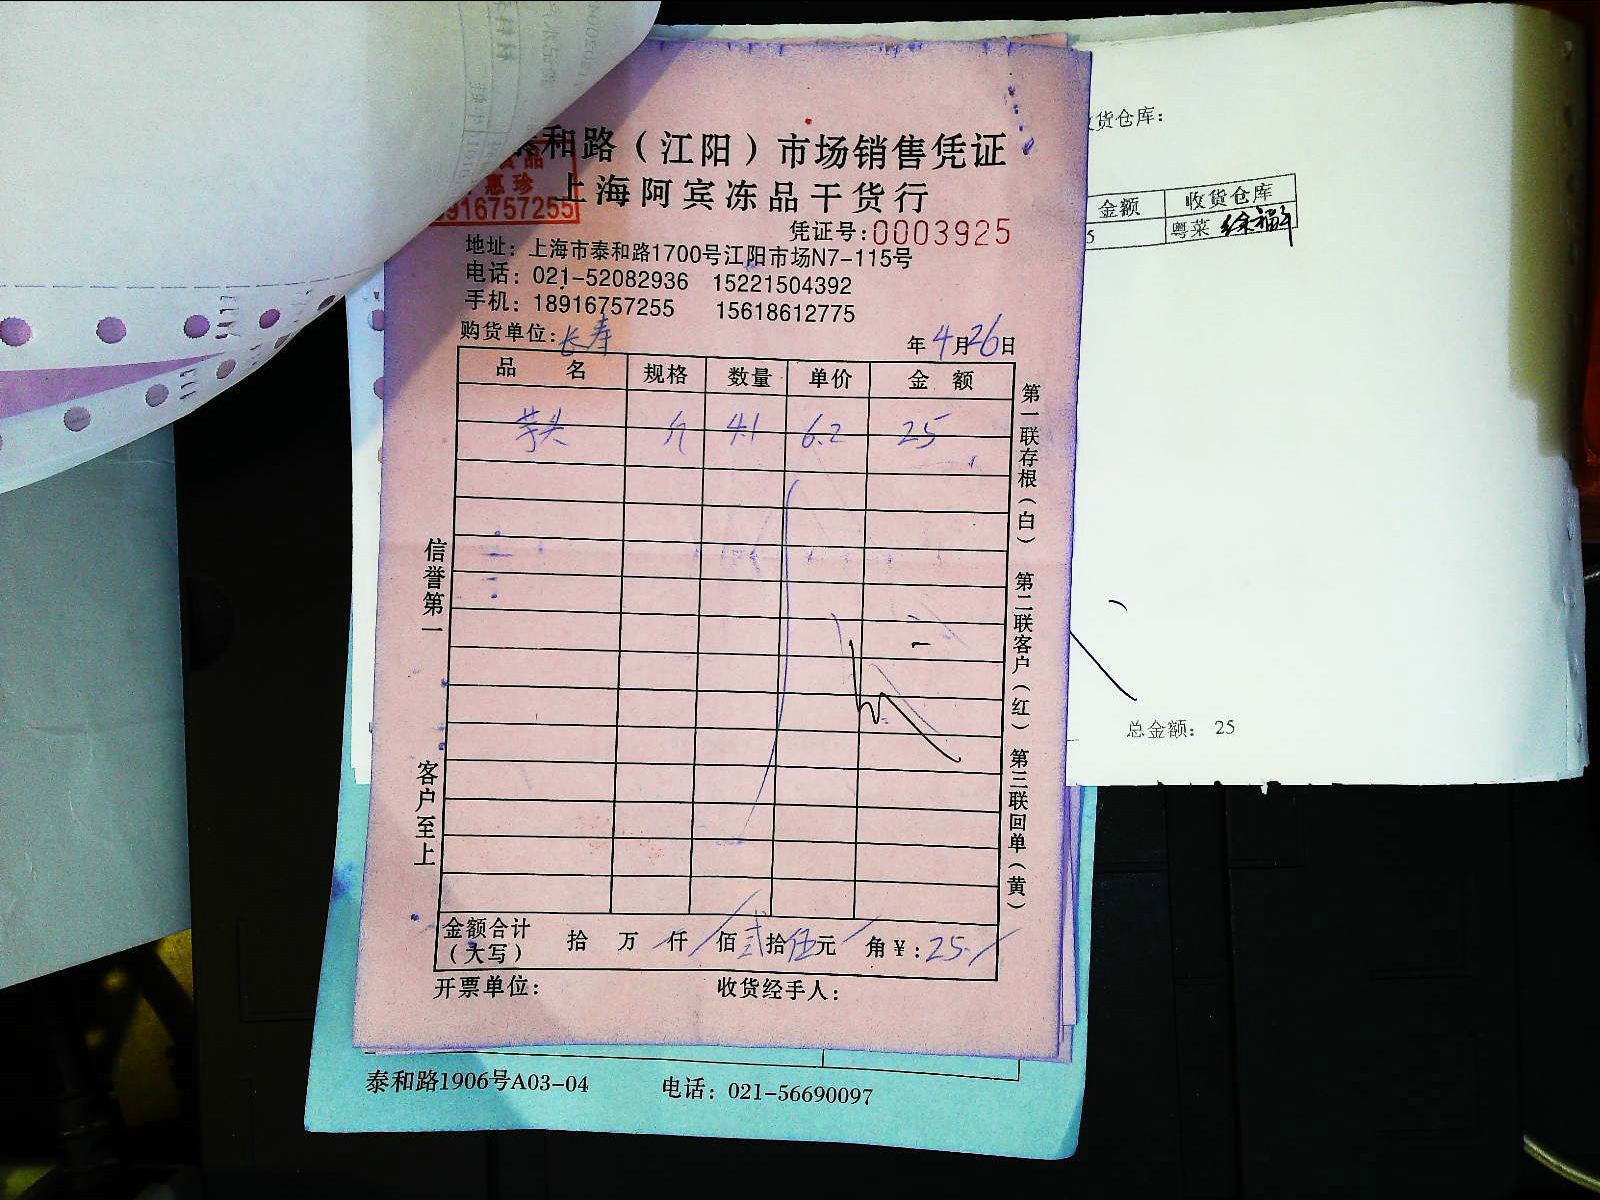 和路（江阳）市场销售凭证
上海阿宾冻品干货行
惠珍
916757255
凭证号:0003925
地址：上海市泰和路1700号江阳市场N7-115号
电话：021-52082936 15221504392
手机：18916757255 15618612775
购货单位:长寿 年4月26日
品名 规格 数量 单价 金额
芋头 斤 4.1 6.2 25
第一联存根（白） 第二联客户（红） 第三联回单（黄）
信誉第一 客户至上
金额合计（大写） 拾 万 仟 佰 贰拾伍元 角￥:25
开票单位: 收货经手人:
泰和路1906号A03-04 电话：021-56690097
货仓库:
金额 收货仓库
5 粤菜
总金额： 25